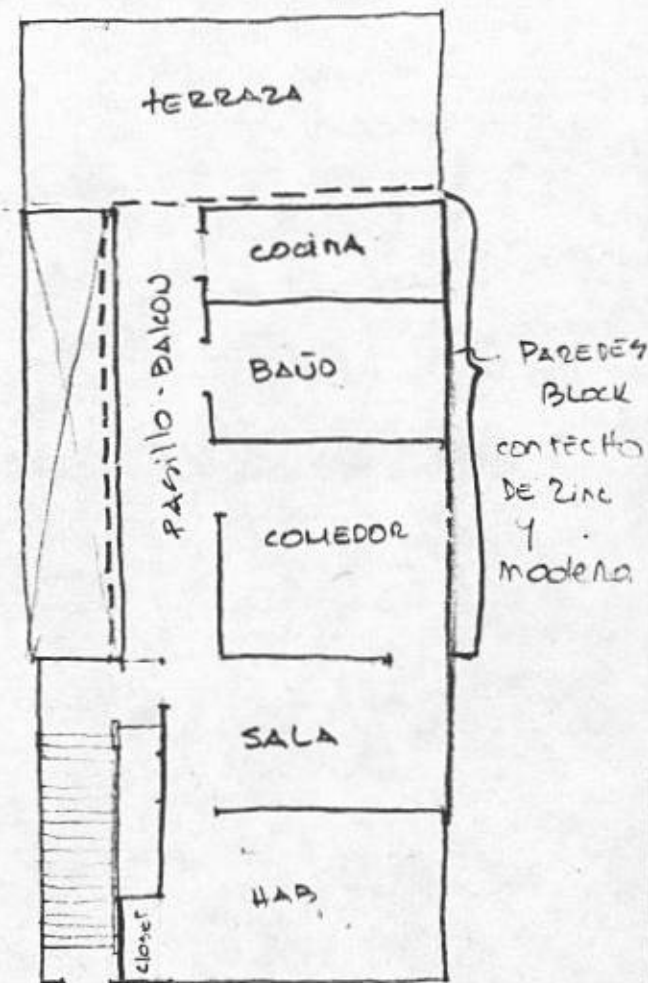 TERRAZA
COCINA
PASILLO-BALCON
BAÑO
PAREDES
BLOCK
CON TECHO
DE ZINC
Y
MADERA
COMEDOR
SALA
HAB
CLOSET